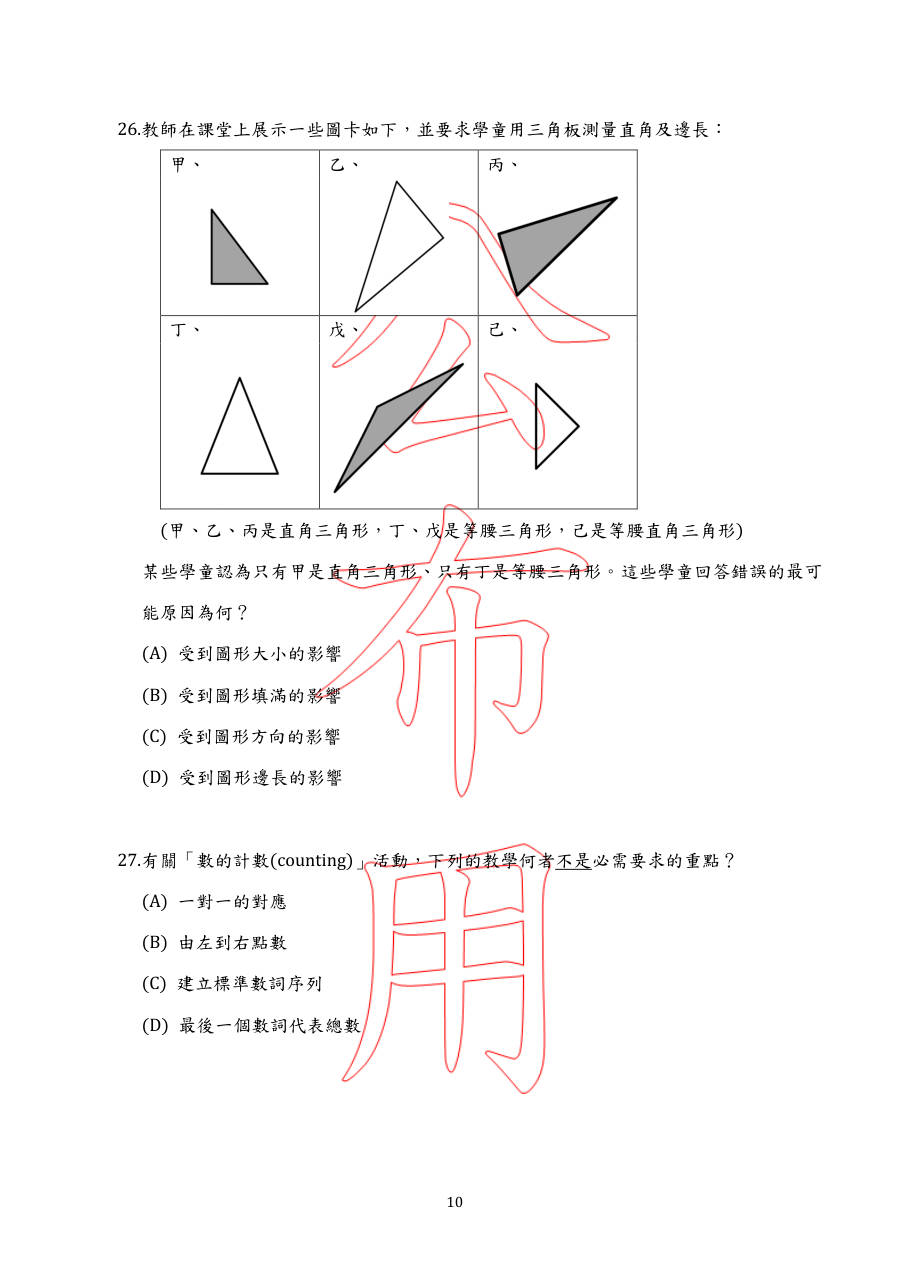 26.教師在課堂上展示一些圖卡如下，並要求學童用三角板測量直角及邊長：
甲、 乙、 丙、
丁、 戊、 己、
(甲、乙、丙是直角三角形，丁、戊是等腰三角形，己是等腰直角三角形)
某些學童認為只有甲是直角三角形、只有丁是等腰三角形。這些學童回答錯誤的最可
能原因為何？
(A) 受到圖形大小的影響
(B) 受到圖形填滿的影響
(C) 受到圖形方向的影響
(D) 受到圖形邊長的影響
27.有關「數的計數(counting)」活動，下列的教學何者不是必需要求的重點？
(A) 一對一的對應
(B) 由左到右點數
(C) 建立標準數詞序列
(D) 最後一個數詞代表總數
公
布
用
10